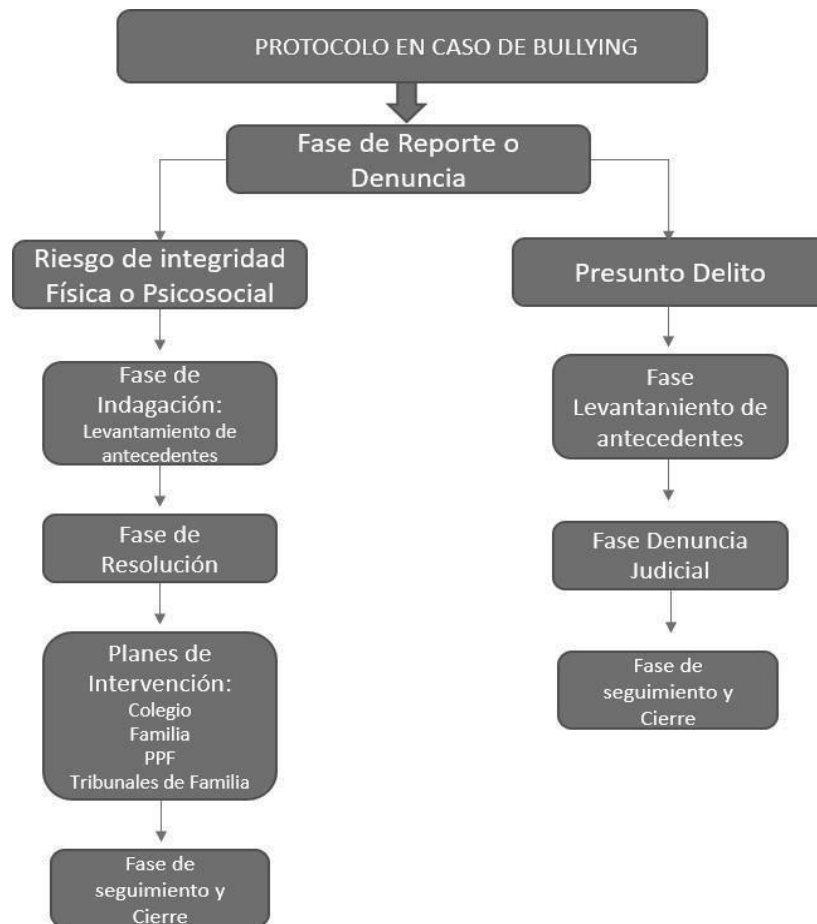 PROTOCOLO EN CASO DE BULLYING
Fase de Reporte o
Denuncia
Riesgo de integridad
Física o Psicosocial
Fase de
Indagación:
Levantamiento de
antecedentes
Fase de
Resolución
Planes de
Intervención:
Colegio
Familia
PPF
Tribunales de Familia
Fase de
seguimiento y
Cierre
Presunto Delito
Fase
Levantamiento de
antecedentes
Fase Denuncia
Judicial
Fase de
seguimiento y
Cierre